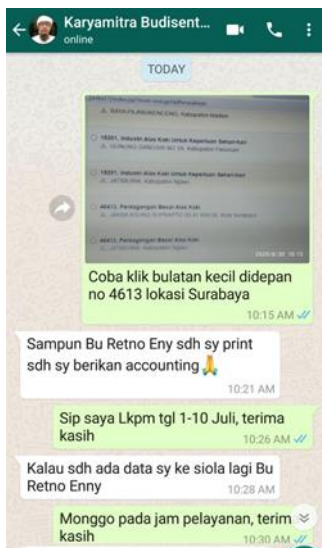 Karyamitra Budisent...
online
TODAY
15201, Industri Alas Kaki Untuk Keperluan Sehari-hari
15201, Industri Alas Kaki Untuk Keperluan Sehari-hari
46413, Perdagangan Besar Alas Kaki
46413, Perdagangan Besar Alas Kaki
Coba klik bulatan kecil didepan
no 4613 lokasi Surabaya
10:15 AM
Sampun Bu Retno Eny sdh sy print
sdh sy berikan accounting 🙏
10:21 AM
Sip saya Lkpm tgl 1-10 Juli, terima
kasih
10:26 AM
Kalau sdh ada data sy ke siola lagi Bu
Retno Enny
10:28 AM
Monggo pada jam pelayanan, terim
kasih
10:30 AM